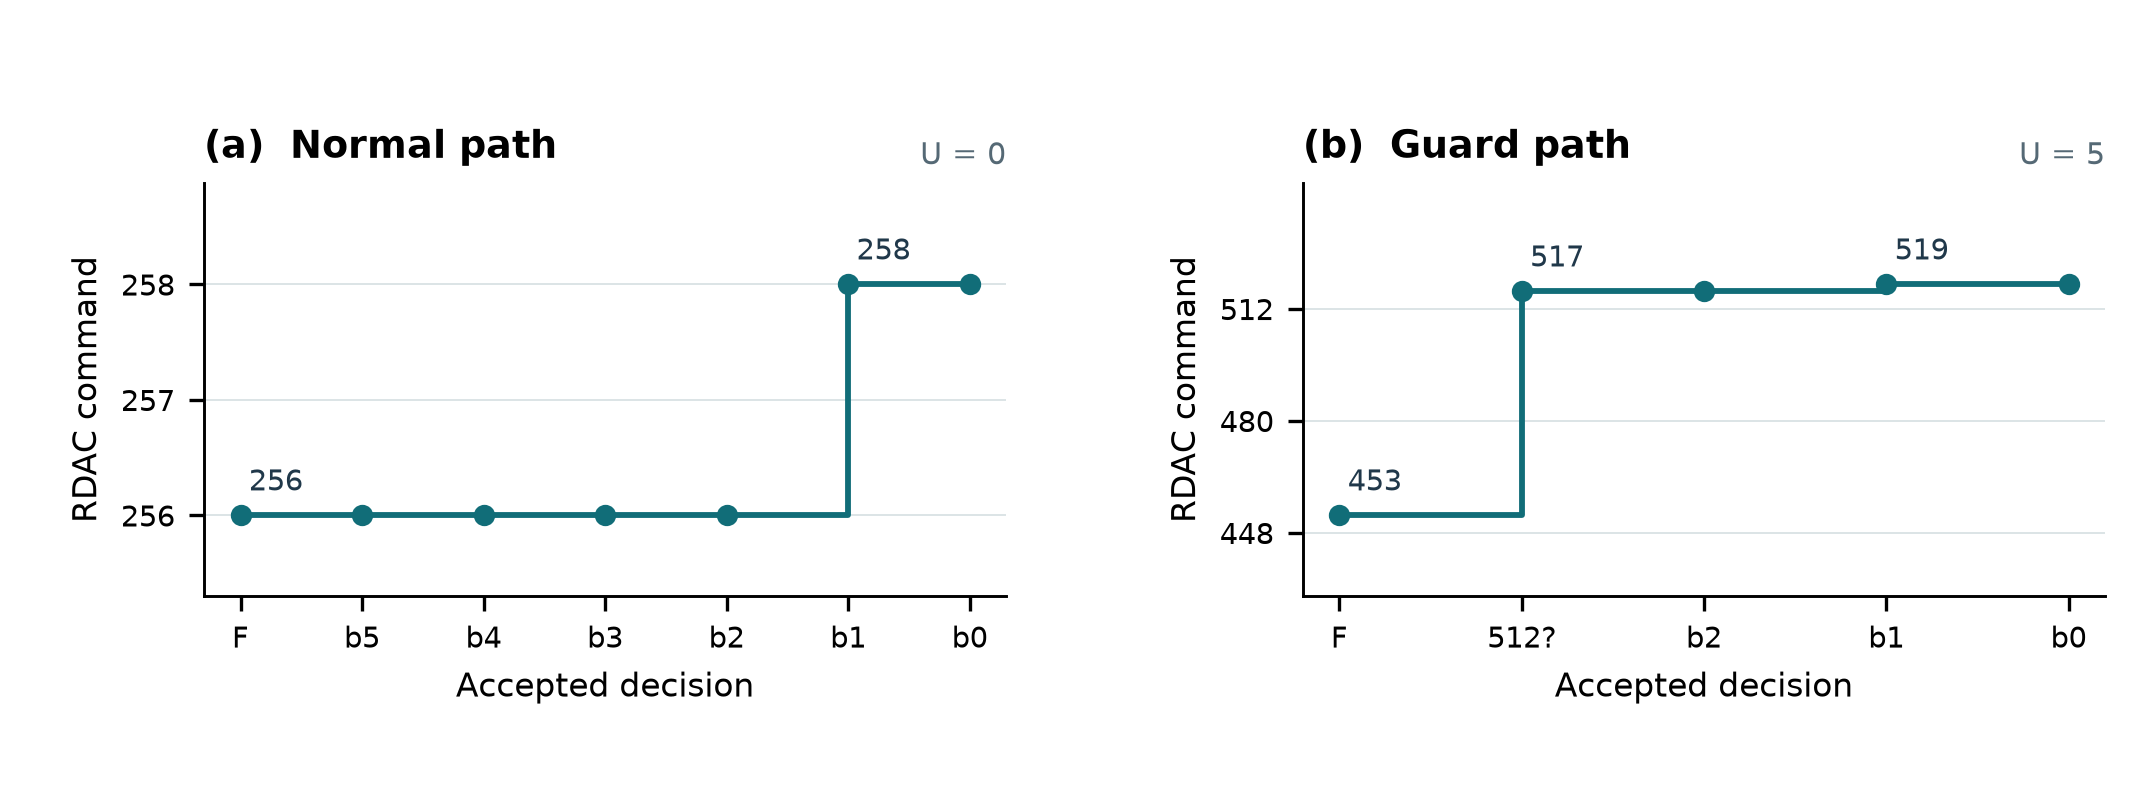 (a) Normal path
U = 0
RDAC command
258
257
256
256
258
F b5 b4 b3 b2 b1 b0
Accepted decision
(b) Guard path
U = 5
RDAC command
512
480
448
453
517
519
F 512? b2 b1 b0
Accepted decision